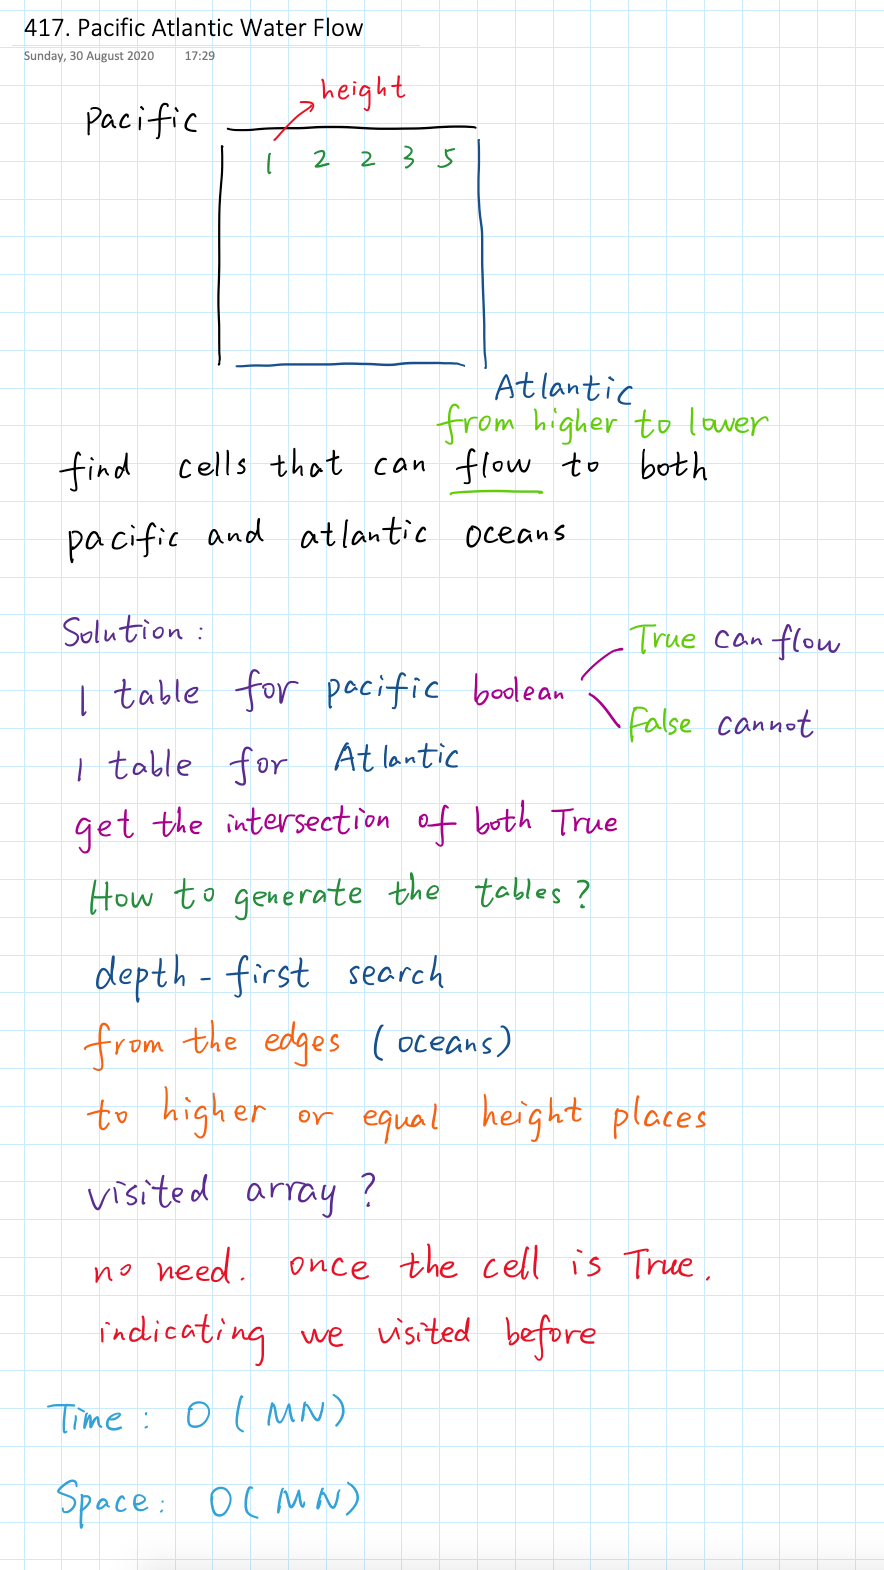 417. Pacific Atlantic Water Flow
Sunday, 30 August 2020 17:29
height
Pacific
1 2 2 3 5
Atlantic
from higher to lower
find cells that can flow to both
pacific and atlantic oceans
Solution:
True can flow
1 table for pacific boolean
False cannot
1 table for Atlantic
get the intersection of both True
How to generate the tables?
depth-first search
from the edges (oceans)
to higher or equal height places
visited array?
no need. once the cell is True.
indicating we visited before
Time: O(MN)
Space: O(MN)